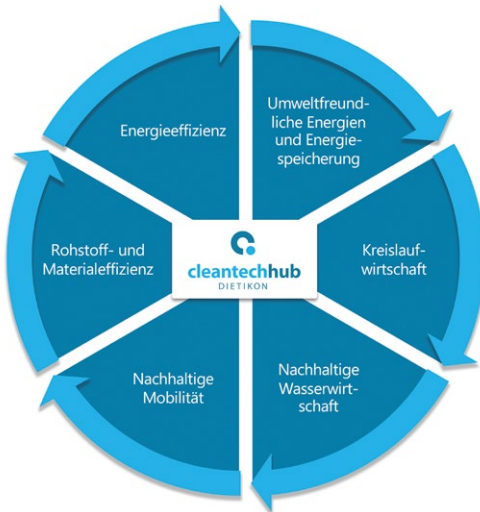 Energieeffizienz
Umweltfreund-
liche Energien
und Energie-
speicherung
Rohstoff- und
Materialeffizienz
cleantechhub
DIETIKON
Kreislauf-
wirtschaft
Nachhaltige
Mobilität
Nachhaltige
Wasserwirt-
schaft